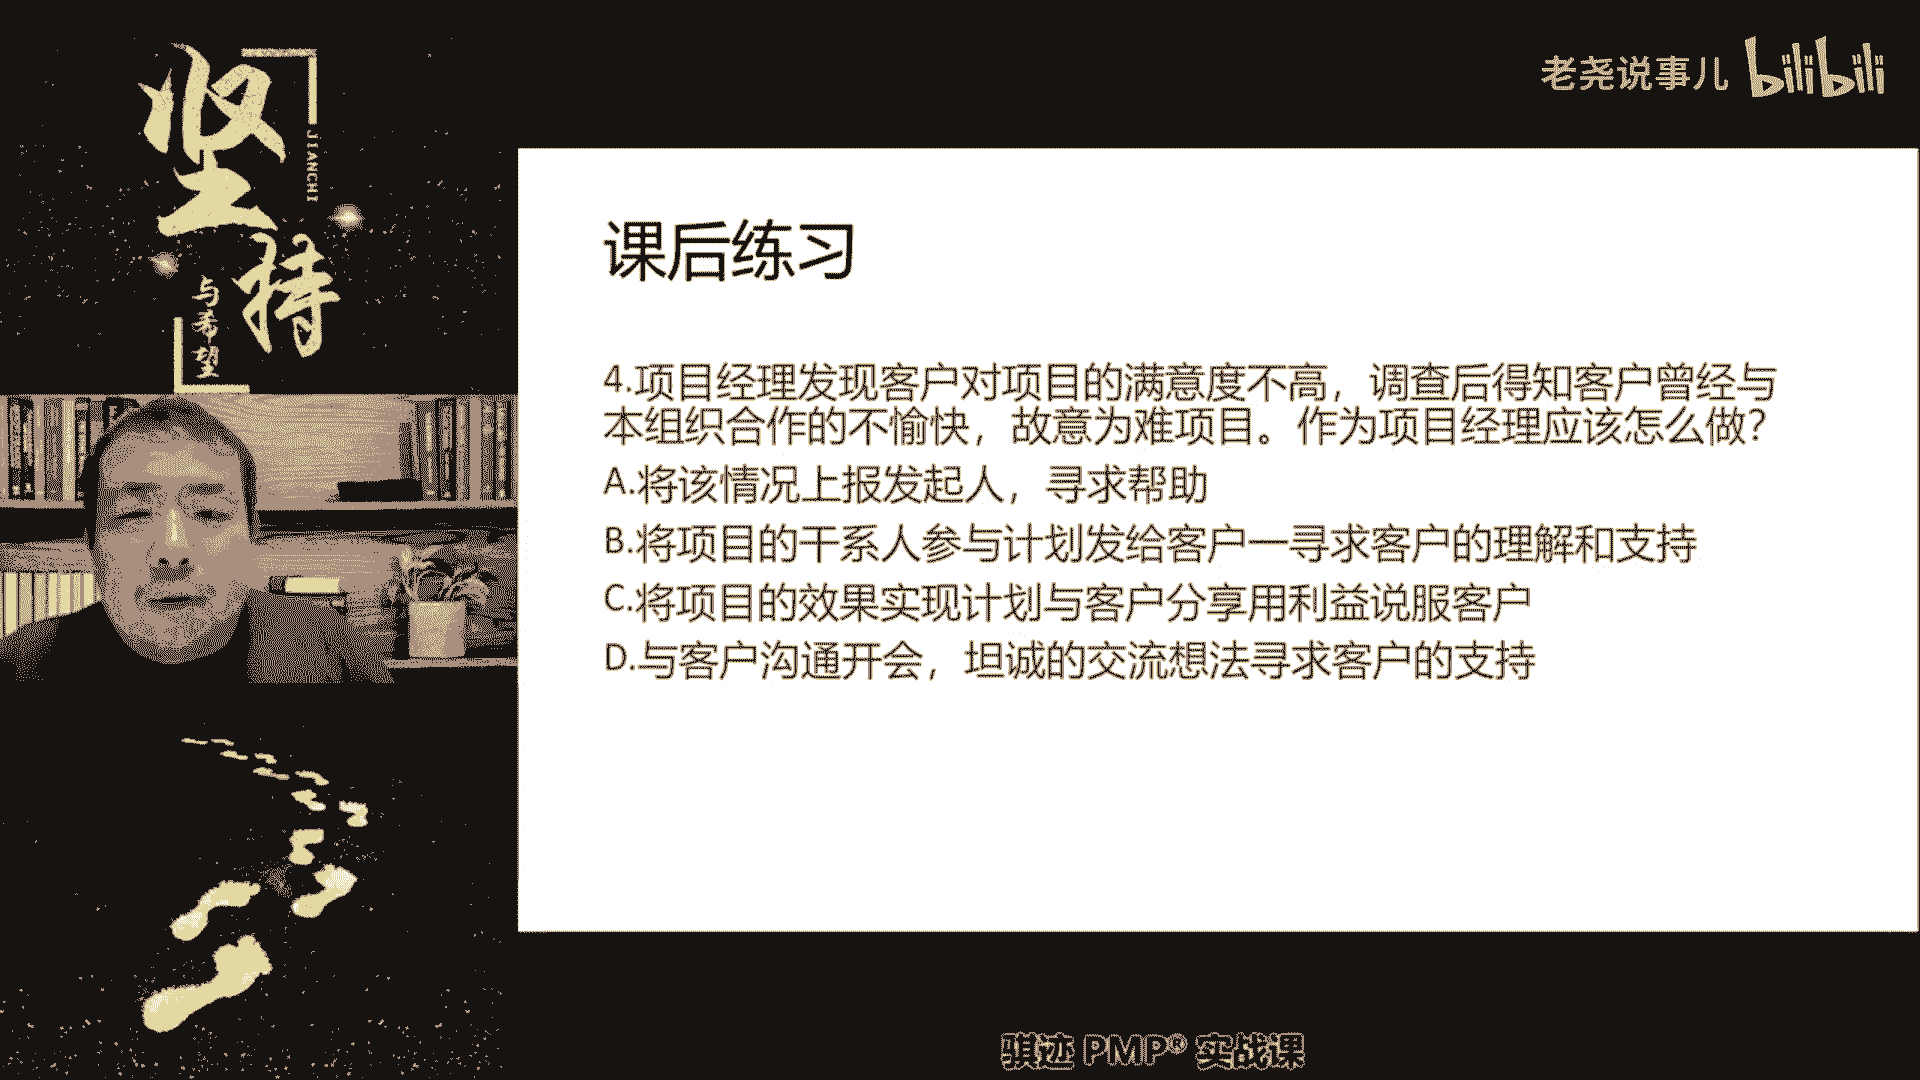 坚持
JIANCHI
与希望
老尧说事儿 bilibili
课后练习
4.项目经理发现客户对项目的满意度不高，调查后得知客户曾经与
本组织合作的不愉快，故意为难项目。作为项目经理应该怎么做？
A.将该情况上报发起人，寻求帮助
B.将项目的干系人参与计划发给客户一寻求客户的理解和支持
C.将项目的效果实现计划与客户分享用利益说服客户
D.与客户沟通开会，坦诚的交流想法寻求客户的支持
骐迹 PMP® 实战课